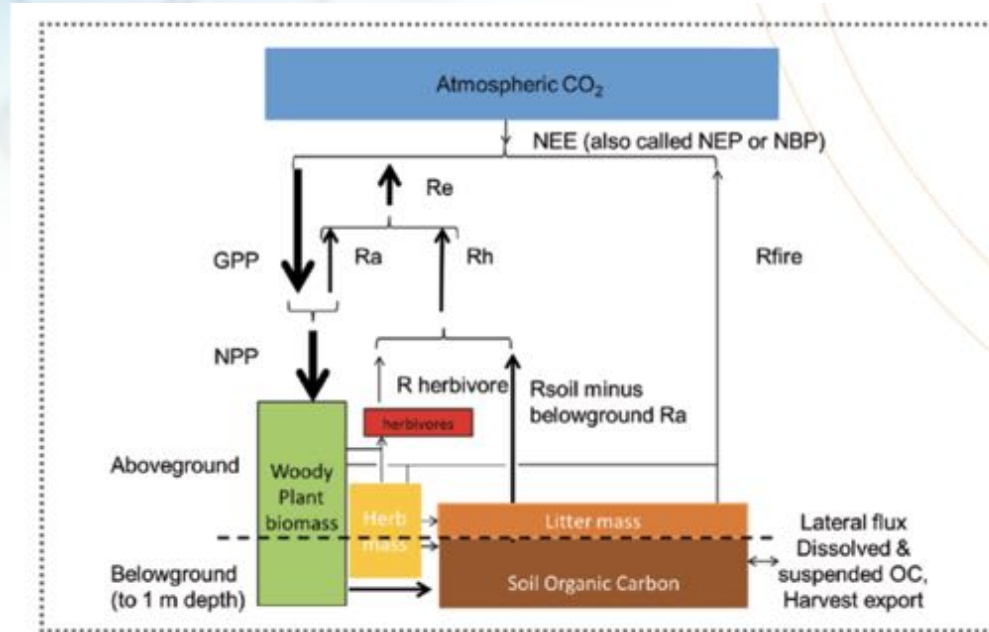 Atmospheric CO₂
NEE (also called NEP or NBP)
Re
GPP
Ra
Rh
Rfire
NPP
R herbivore
Rsoil minus
belowground Ra
herbivores
Aboveground
Woody
Plant
biomass
Herb
mass
Litter mass
Soil Organic Carbon
Belowground
(to 1 m depth)
Lateral flux
Dissolved &
suspended OC,
Harvest export